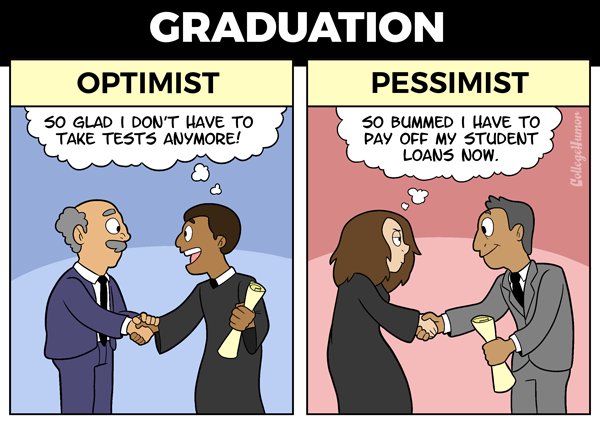 GRADUATION
OPTIMIST
SO GLAD I DON'T HAVE TO
TAKE TESTS ANYMORE!
PESSIMIST
SO BUMMED I HAVE TO
PAY OFF MY STUDENT
LOANS NOW.
CollegeHumor